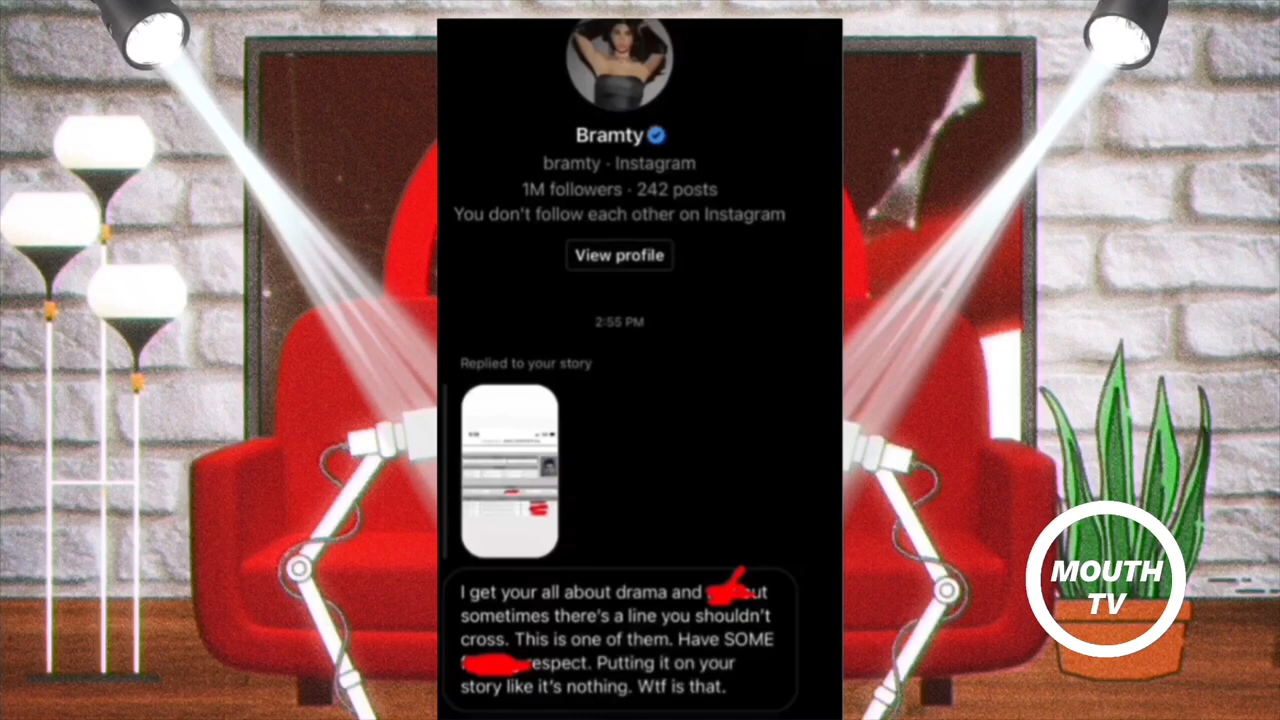 Bramty
bramty · Instagram
1M followers · 242 posts
You don't follow each other on Instagram
View profile
2:55 PM
Replied to your story
I get your all about drama and ut
sometimes there's a line you shouldn't
cross. This is one of them. Have SOME
respect. Putting it on your
story like it's nothing. Wtf is that.
MOUTH
TV